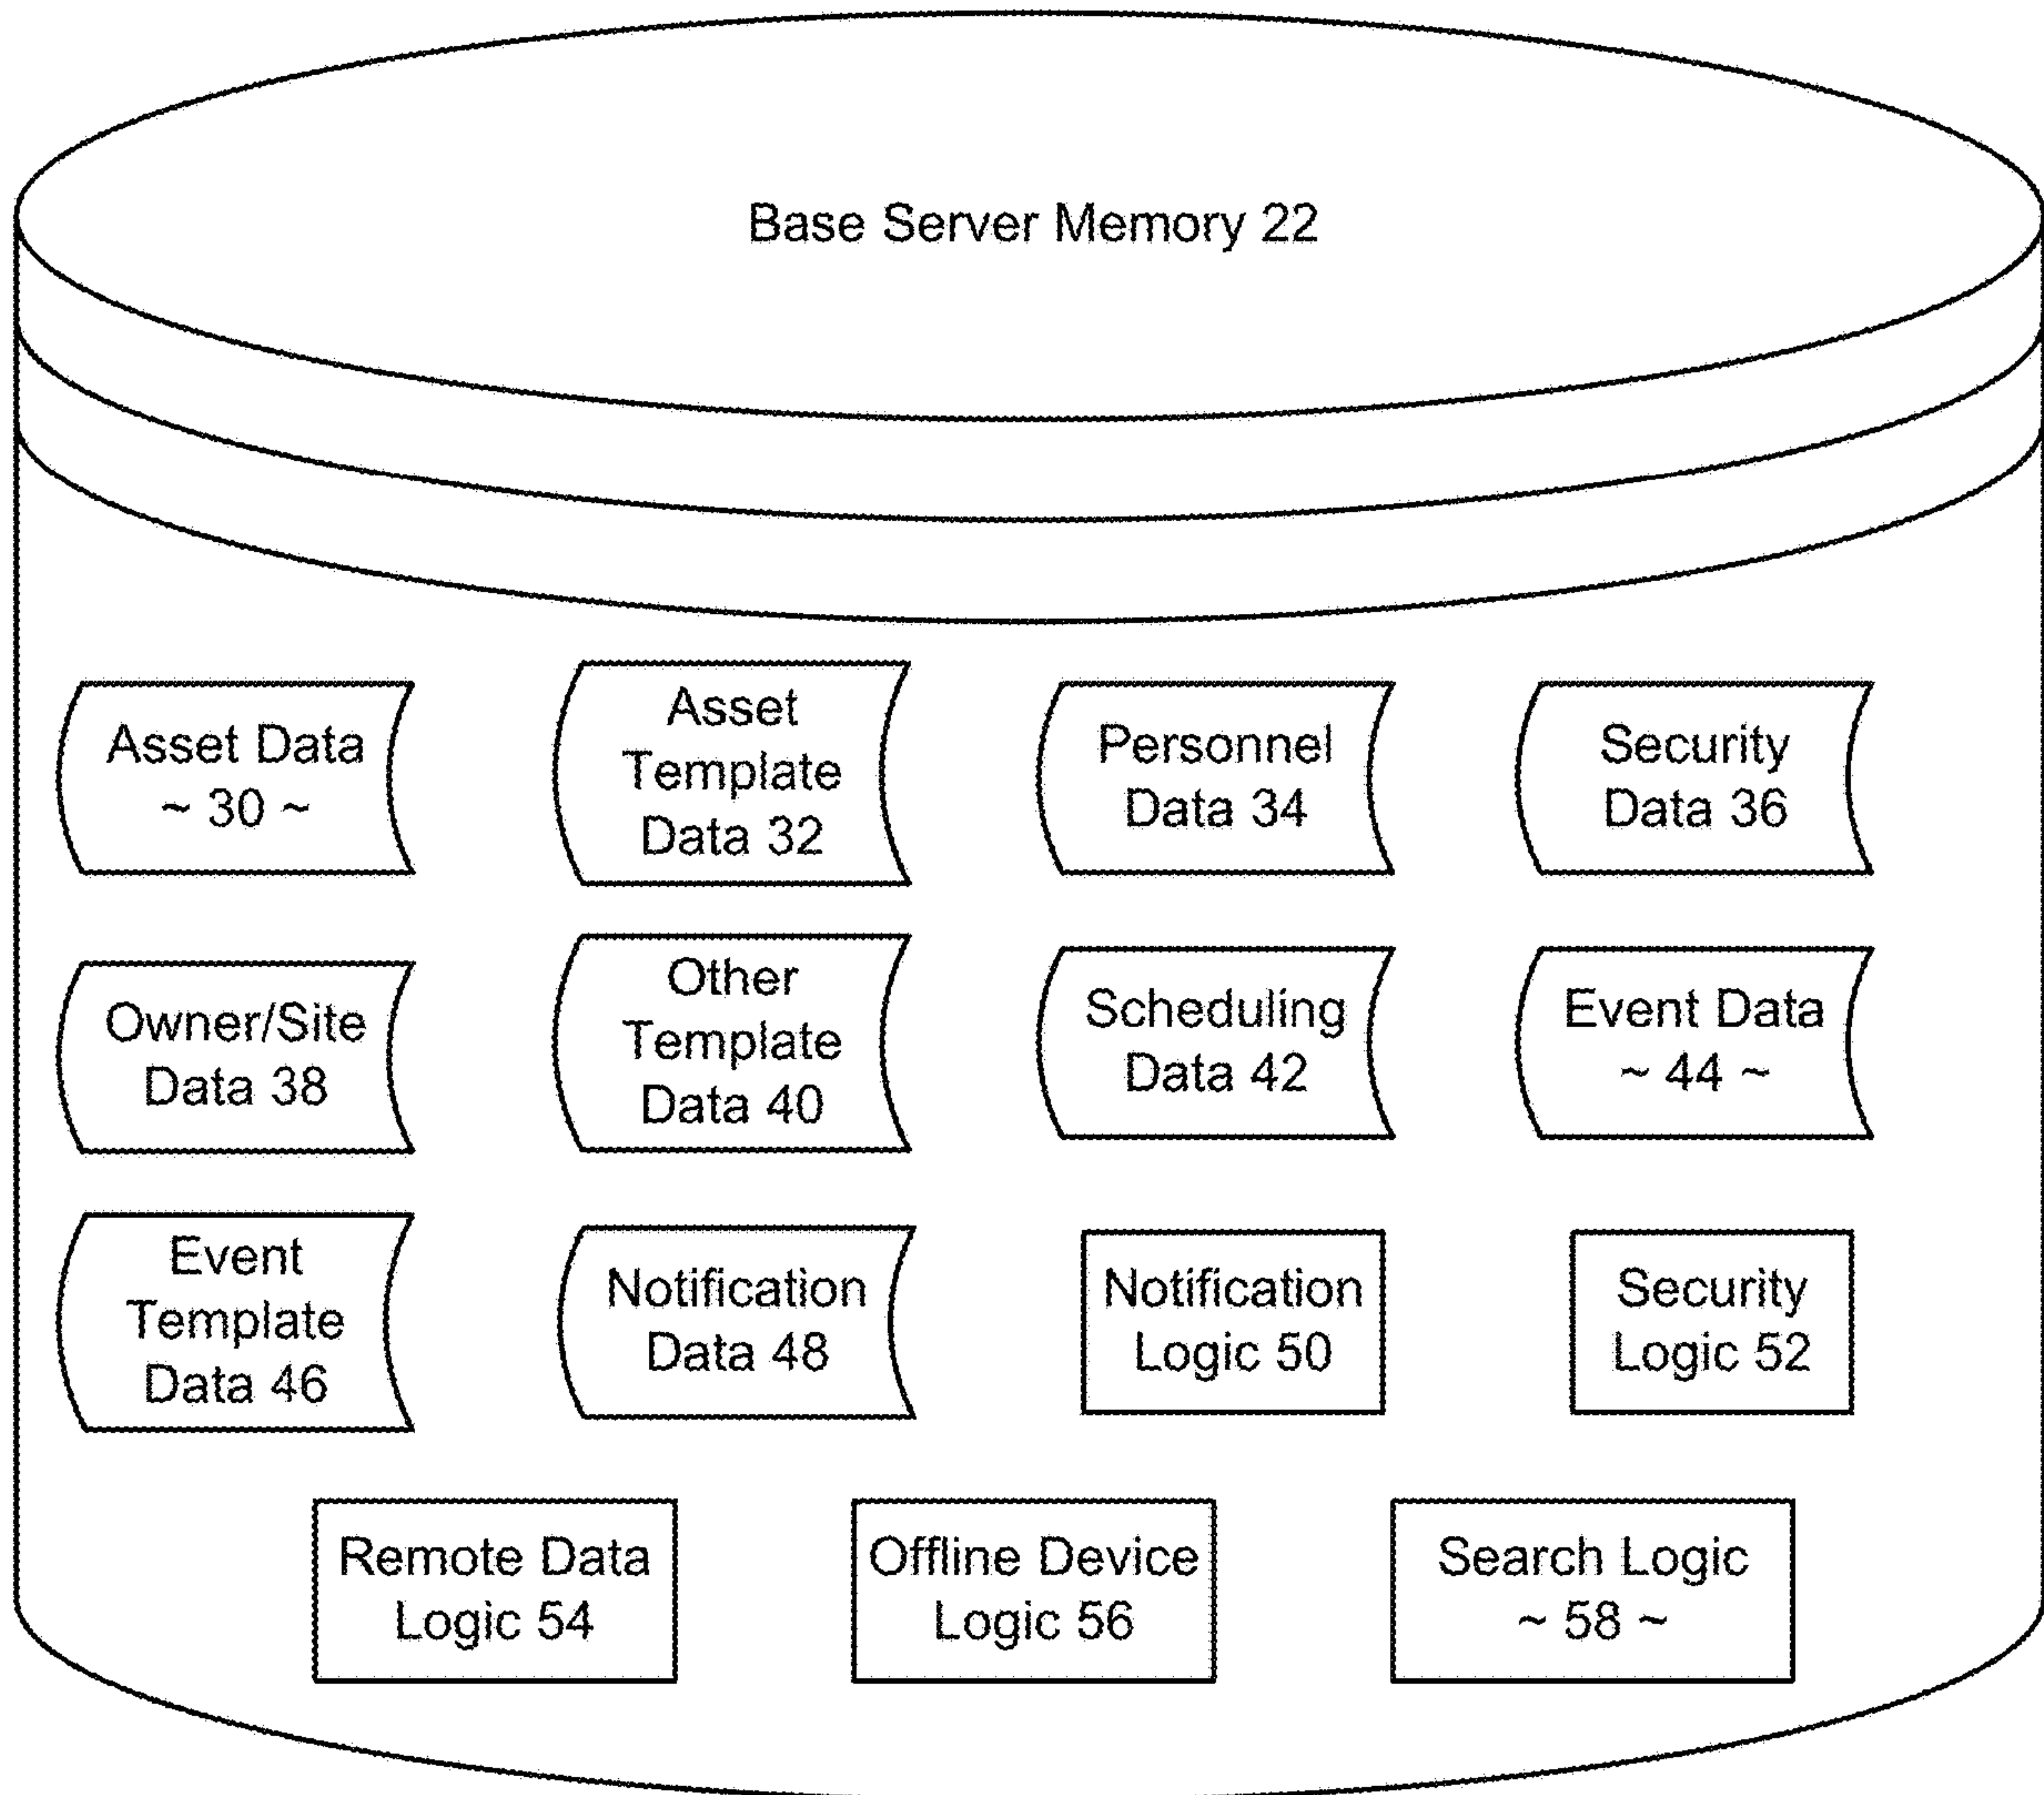 Base Server Memory 22
Asset Data
~ 30 ~
Asset
Template
Data 32
Personnel
Data 34
Security
Data 36
Owner/Site
Data 38
Other
Template
Data 40
Scheduling
Data 42
Event Data
~ 44 ~
Event
Template
Data 46
Notification
Data 48
Notification
Logic 50
Security
Logic 52
Remote Data
Logic 54
Offline Device
Logic 56
Search Logic
~ 58 ~